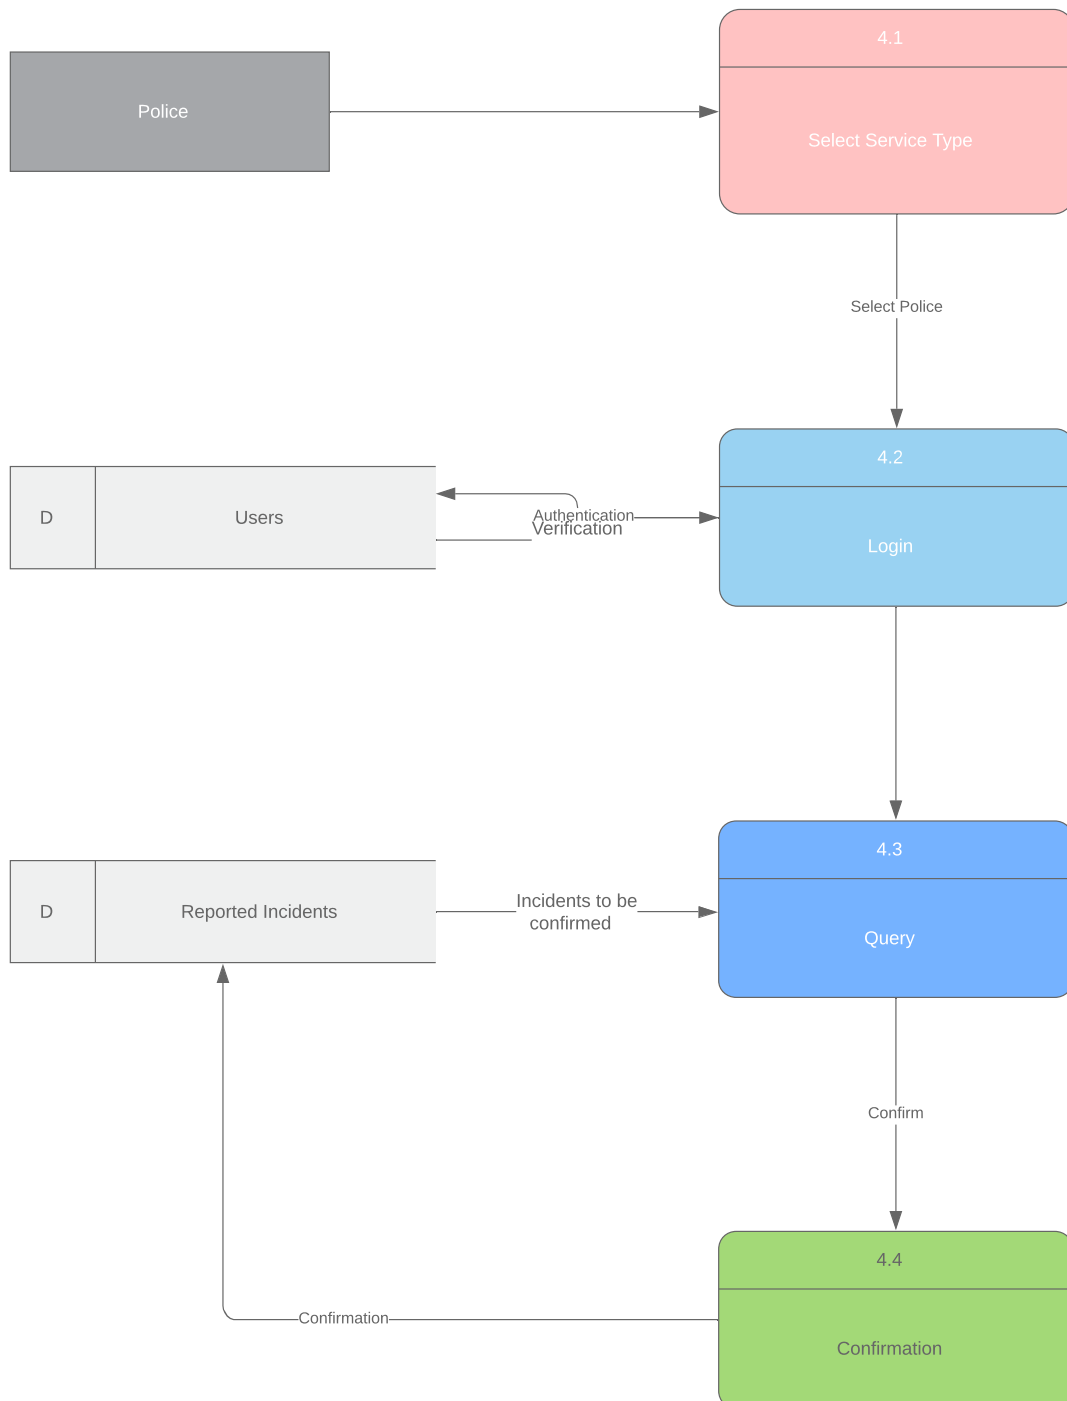 4.1
Police
Select Service Type
Select Police
4.2
D
Users
Authentication
Verification
Login
4.3
D
Reported Incidents
Incidents to be
confirmed
Query
Confirm
4.4
Confirmation
Confirmation